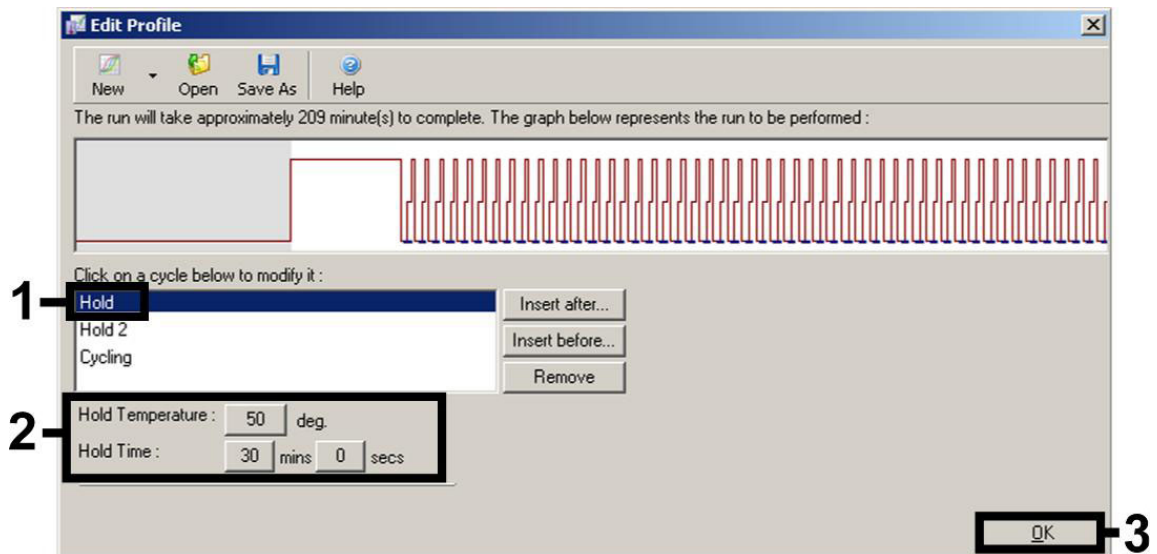 Edit Profile
New Open Save As Help
The run will take approximately 209 minute(s) to complete. The graph below represents the run to be performed :
Click on a cycle below to modify it :
1 Hold Insert after...
Hold 2 Insert before...
Cycling Remove
2 Hold Temperature : 50 deg.
Hold Time : 30 mins 0 secs
OK 3